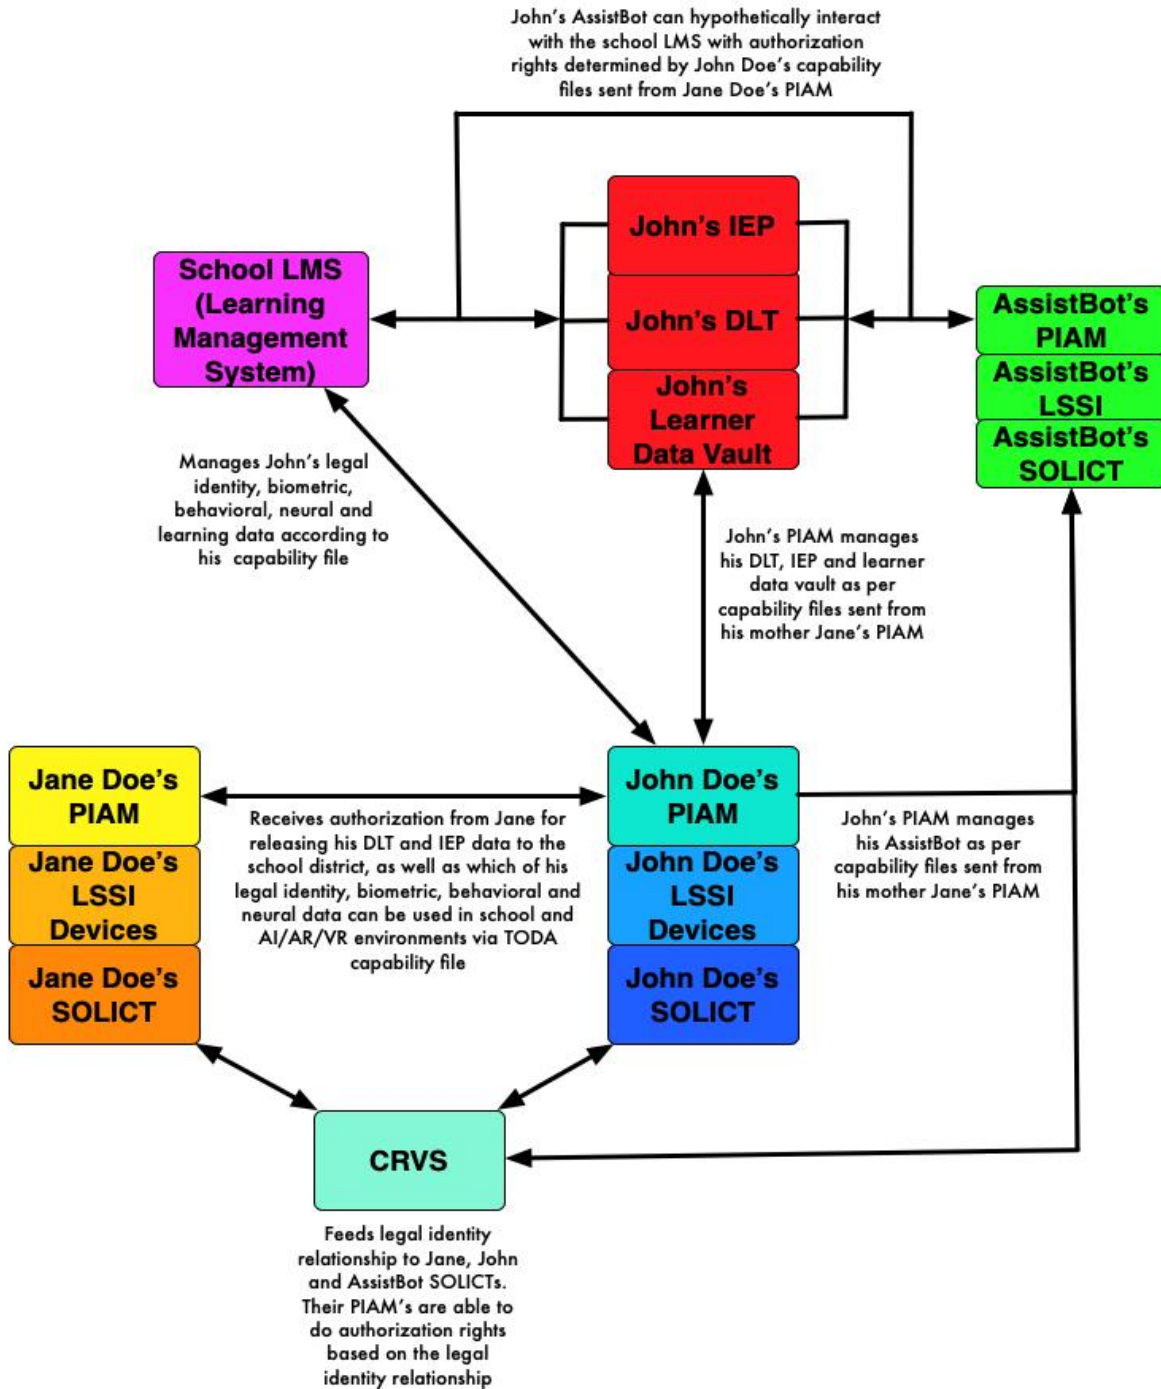 John's AssistBot can hypothetically interact
with the school LMS with authorization
rights determined by John Doe's capability
files sent from Jane Doe's PIAM
John's IEP
School LMS
(Learning
Management
System)
John's DLT
AssistBot's
PIAM
AssistBot's
LSSI
AssistBot's
SOLICT
John's
Learner
Data Vault
Manages John's legal
identity, biometric,
behavioral, neural and
learning data according to
his capability file
John's PIAM manages
his DLT, IEP and learner
data vault as per
capability files sent from
his mother Jane's PIAM
Jane Doe's
PIAM
Jane Doe's
LSSI
Devices
Jane Doe's
SOLICT
Receives authorization from Jane for
releasing his DLT and IEP data to the
school district, as well as which of his
legal identity, biometric, behavioral and
neural data can be used in school and
AI/AR/VR environments via TODA
capability file
John Doe's
PIAM
John Doe's
LSSI
Devices
John Doe's
SOLICT
John's PIAM manages
his AssistBot as per
capability files sent from
his mother Jane's PIAM
CRVS
Feeds legal identity
relationship to Jane, John
and AssistBot SOLICTs.
Their PIAM's are able to
do authorization rights
based on the legal
identity relationship